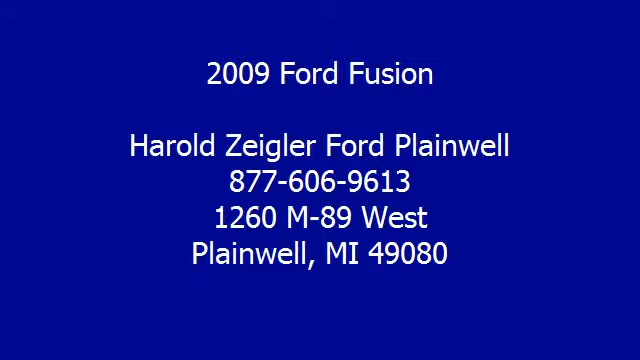 2009 Ford Fusion
Harold Zeigler Ford Plainwell
877-606-9613
1260 M-89 West
Plainwell, MI 49080